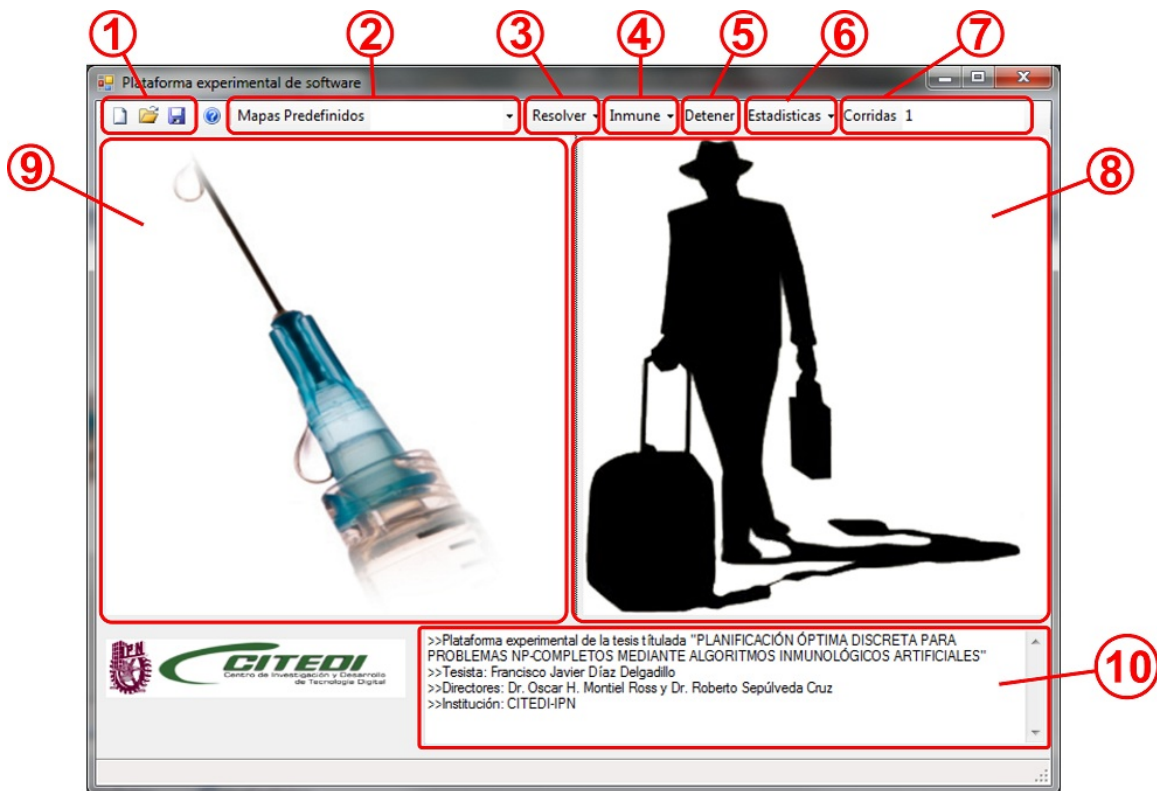 1 2 3 4 5 6 7
Plataforma experimental de software
Mapas Predefinidos Resolver Inmune Detener Estadisticas Corridas 1
9 8
>>Plataforma experimental de la tesis títulada "PLANIFICACIÓN ÓPTIMA DISCRETA PARA
PROBLEMAS NP-COMPLETOS MEDIANTE ALGORITMOS INMUNOLÓGICOS ARTIFICIALES"
>>Tesista: Francisco Javier Díaz Delgadillo
>>Directores: Dr. Oscar H. Montiel Ross y Dr. Roberto Sepúlveda Cruz
>>Institución: CITEDI-IPN
IPN
CITEDI
Centro de Investigación y Desarrollo
de Tecnología Digital
10